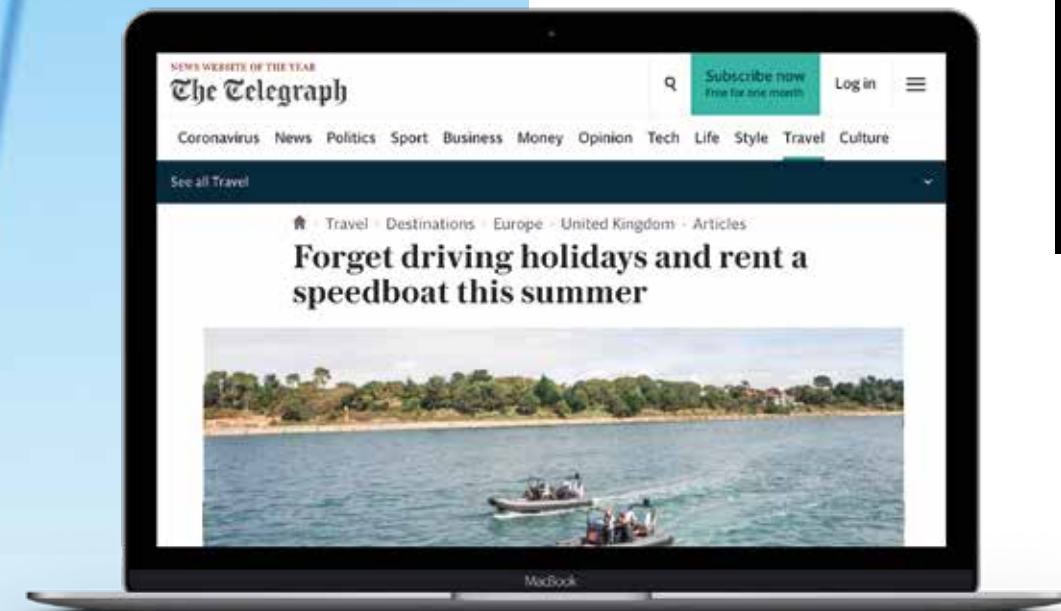 NEWS WEBSITE OF THE YEAR
The Telegraph
Subscribe now
Free for one month
Log in
Coronavirus News Politics Sport Business Money Opinion Tech Life Style Travel Culture
See all Travel
Travel Destinations Europe United Kingdom Articles
Forget driving holidays and rent a
speedboat this summer
MacBook